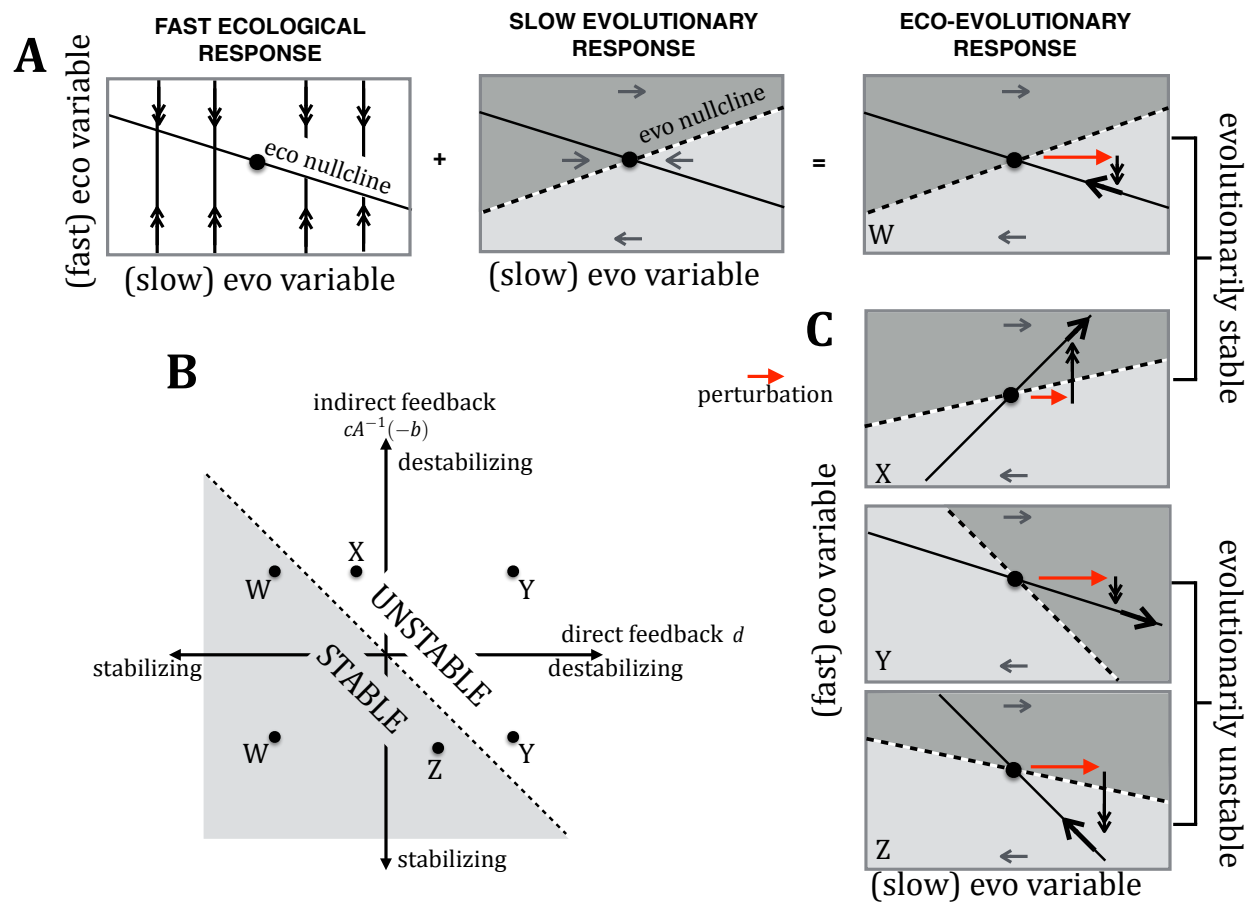 FAST ECOLOGICAL
RESPONSE
SLOW EVOLUTIONARY
RESPONSE
ECO-EVOLUTIONARY
RESPONSE
A
(fast) eco variable
eco nullcline
(slow) evo variable
+
evo nullcline
(slow) evo variable
=
W
evolutionarily stable
B
indirect feedback
cA⁻¹(−b)
destabilizing
W
X
Y
UNSTABLE
STABLE
direct feedback d
destabilizing
stabilizing
W
Z
Y
stabilizing
perturbation
C
(fast) eco variable
X
Y
Z
(slow) evo variable
evolutionarily unstable